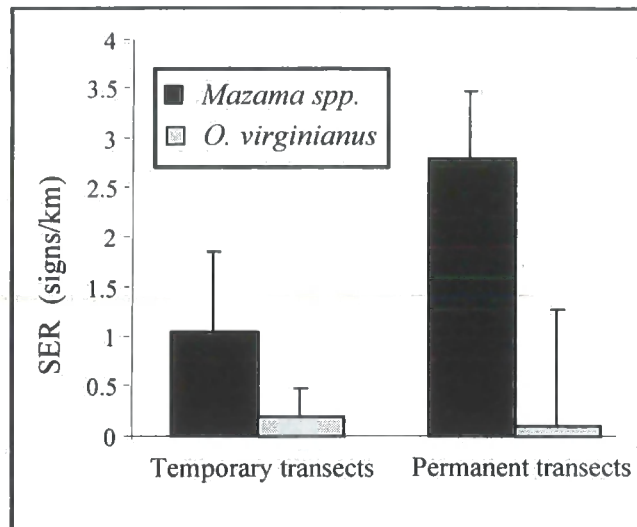 4
3.5
3
2.5
2
1.5
1
0.5
0
SER (signs/km)
Mazama spp.
O. virginianus
Temporary transects
Permanent transects